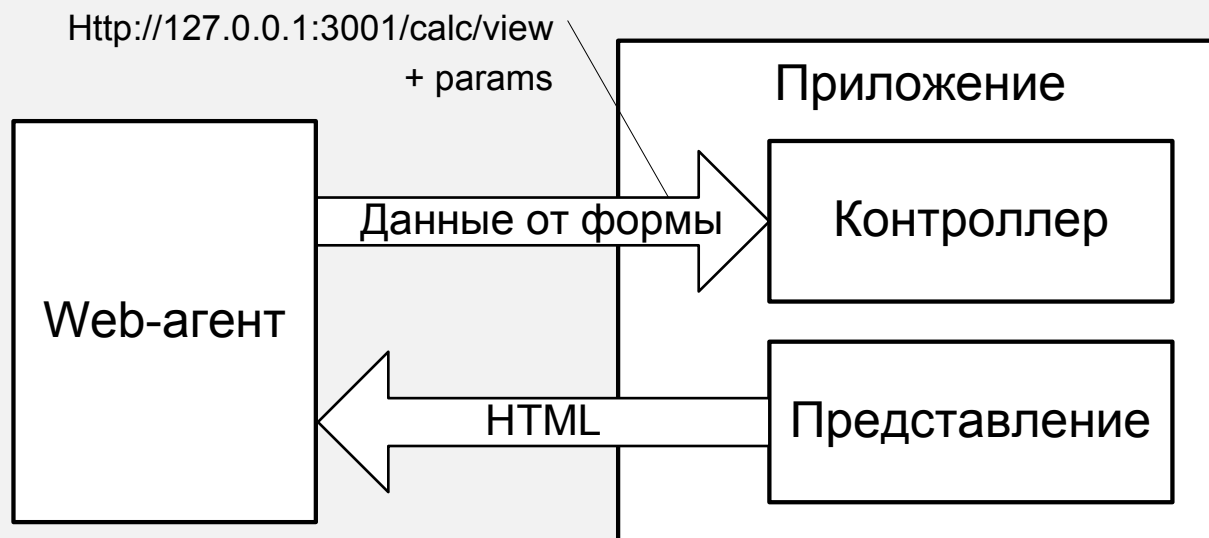 Http://127.0.0.1:3001/calc/view
+ params
Приложение
Web-агент
Данные от формы
Контроллер
HTML
Представление